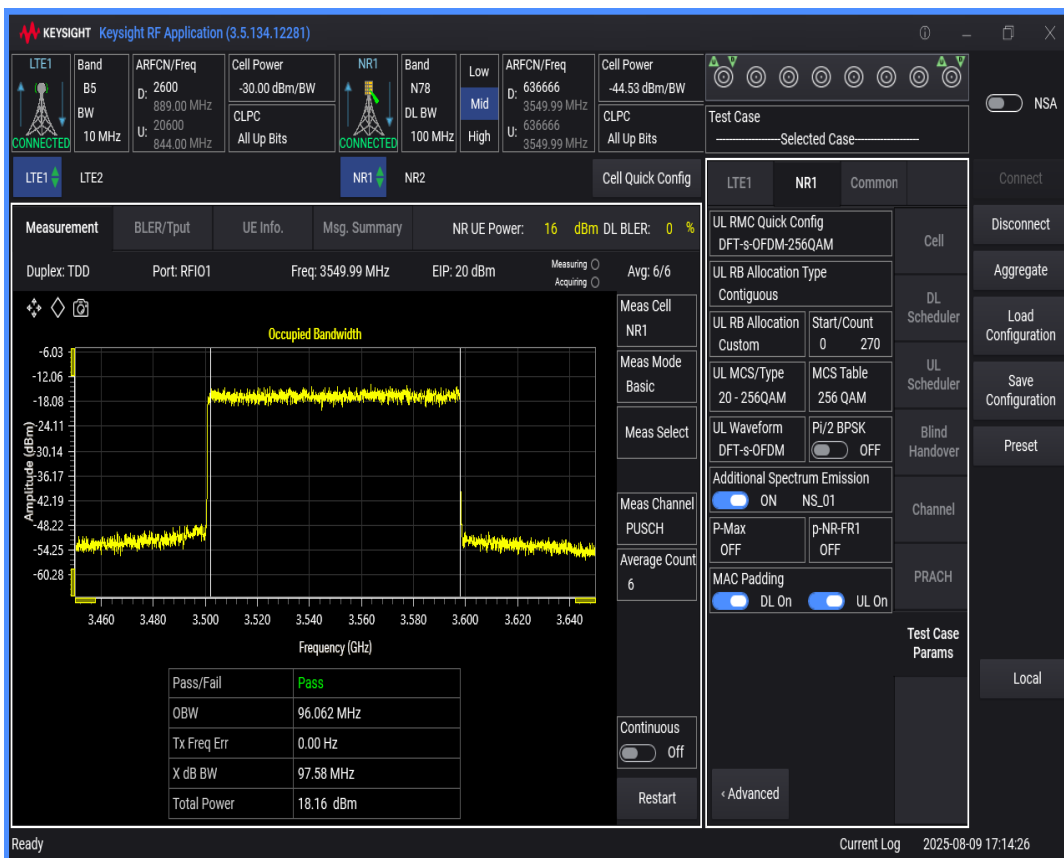 KEYSIGHT Keysight RF Application (3.5.134.12281)
LTE1
CONNECTED
Band
B5
BW
10 MHz
ARFCN/Freq
D: 2600
889.00 MHz
U: 20600
844.00 MHz
Cell Power
-30.00 dBm/BW
CLPC
All Up Bits
NR1
CONNECTED
Band
N78
DL BW
100 MHz
Low
Mid
High
ARFCN/Freq
D: 636666
3549.99 MHz
U: 636666
3549.99 MHz
Cell Power
-44.53 dBm/BW
CLPC
All Up Bits
Test Case
Selected Case
NSA
LTE1 LTE2
NR1 NR2
Cell Quick Config
Measurement BLER/Tput UE Info. Msg. Summary NR UE Power: 16 dBm DL BLER: 0 %
Duplex: TDD Port: RFIO1 Freq: 3549.99 MHz EIP: 20 dBm Measuring Avg: 6/6
Acquiring
Occupied Bandwidth
Amplitude (dBm)
-6.03
-12.06
-18.08
-24.11
-30.14
-36.17
-42.19
-48.22
-54.25
-60.28
3.460 3.480 3.500 3.520 3.540 3.560 3.580 3.600 3.620 3.640
Frequency (GHz)
Pass/Fail Pass
OBW 96.062 MHz
Tx Freq Err 0.00 Hz
X dB BW 97.58 MHz
Total Power 18.16 dBm
Meas Cell
NR1
Meas Mode
Basic
Meas Select
Meas Channel
PUSCH
Average Count
6
Continuous
Off
Restart
LTE1 NR1 Common
UL RMC Quick Config
DFT-s-OFDM-256QAM
UL RB Allocation Type
Contiguous
UL RB Allocation
Custom
Start/Count
0 270
UL MCS/Type
20 - 256QAM
MCS Table
256 QAM
UL Waveform
DFT-s-OFDM
Pi/2 BPSK
OFF
Additional Spectrum Emission
ON NS_01
P-Max
OFF
p-NR-FR1
OFF
MAC Padding
DL On UL On
‹ Advanced
Cell
DL
Scheduler
UL
Scheduler
Blind
Handover
Channel
PRACH
Test Case
Params
Connect
Disconnect
Aggregate
Load
Configuration
Save
Configuration
Preset
Local
Ready
Current Log 2025-08-09 17:14:26